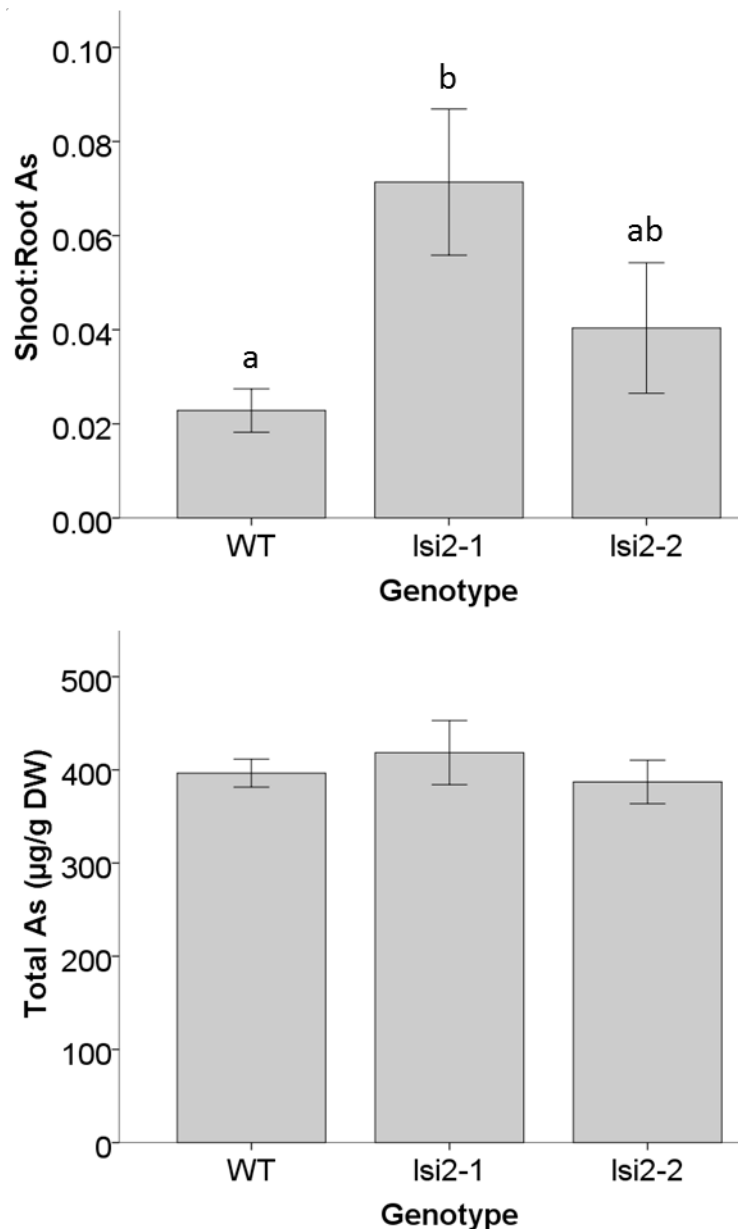 0.10
0.08
0.06
0.04
0.02
0.00
Shoot:Root As
a
b
ab
WT lsi2-1 lsi2-2
Genotype
500
400
300
200
100
0
Total As (µg/g DW)
WT lsi2-1 lsi2-2
Genotype